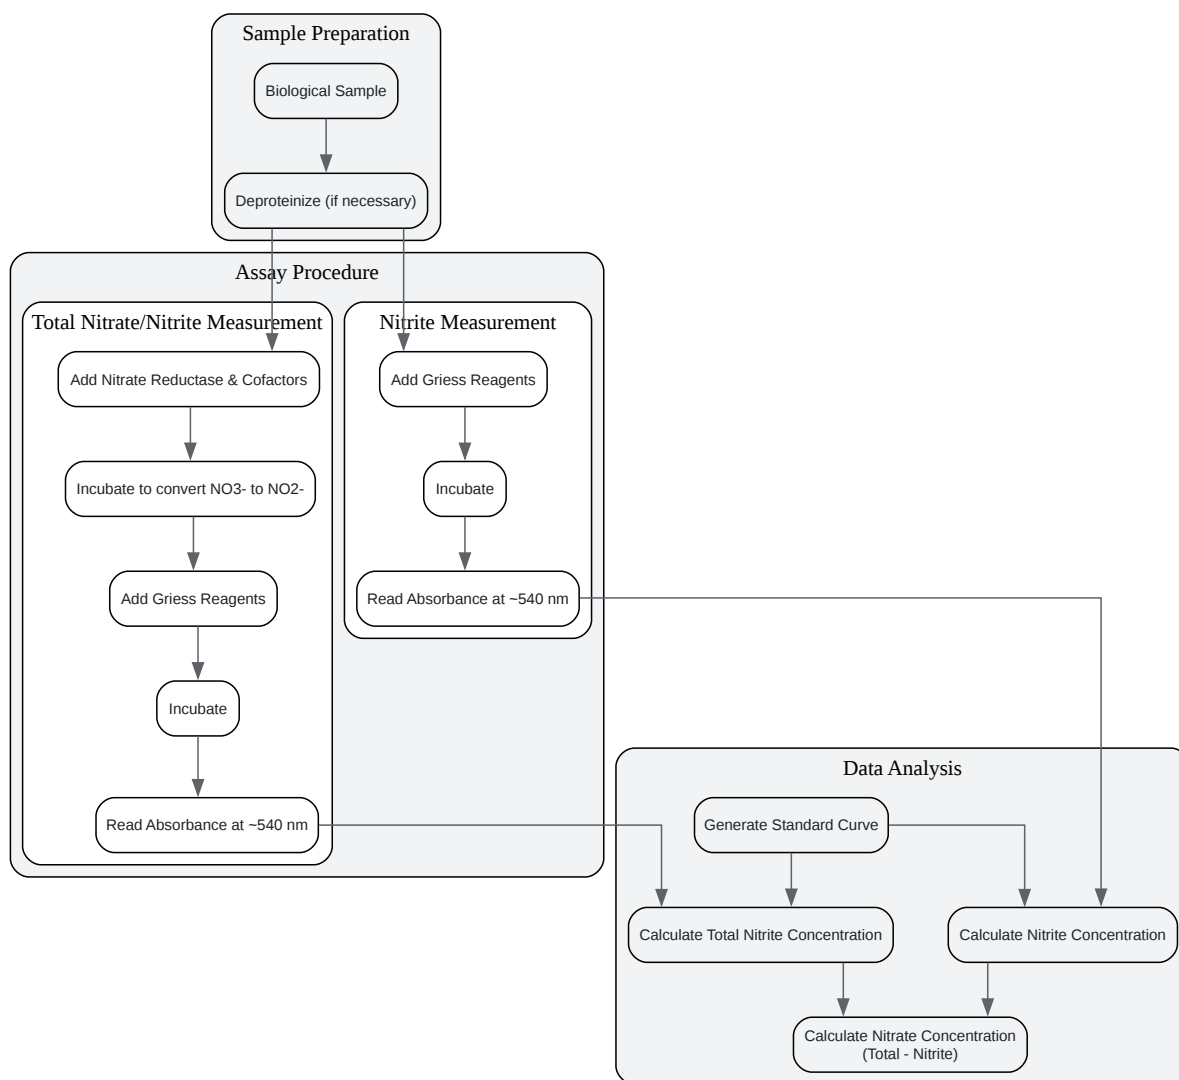 Sample Preparation
Biological Sample
Deproteinize (if necessary)
Assay Procedure
Total Nitrate/Nitrite Measurement
Add Nitrate Reductase & Cofactors
Incubate to convert NO3- to NO2-
Add Griess Reagents
Incubate
Read Absorbance at ~540 nm
Nitrite Measurement
Add Griess Reagents
Incubate
Read Absorbance at ~540 nm
Data Analysis
Generate Standard Curve
Calculate Total Nitrite Concentration
Calculate Nitrite Concentration
Calculate Nitrate Concentration
(Total - Nitrite)